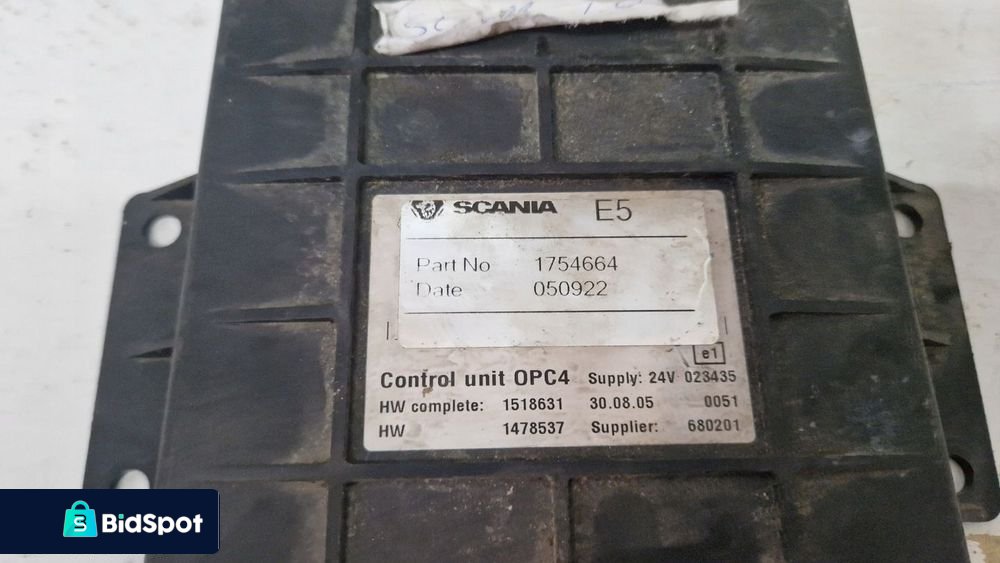 SCANIA E5
Part No 1754664
Date 050922
e1
Control unit OPC4 Supply: 24V 023435
HW complete: 1518631 30.08.05 0051
HW 1478537 Supplier: 680201
BidSpot